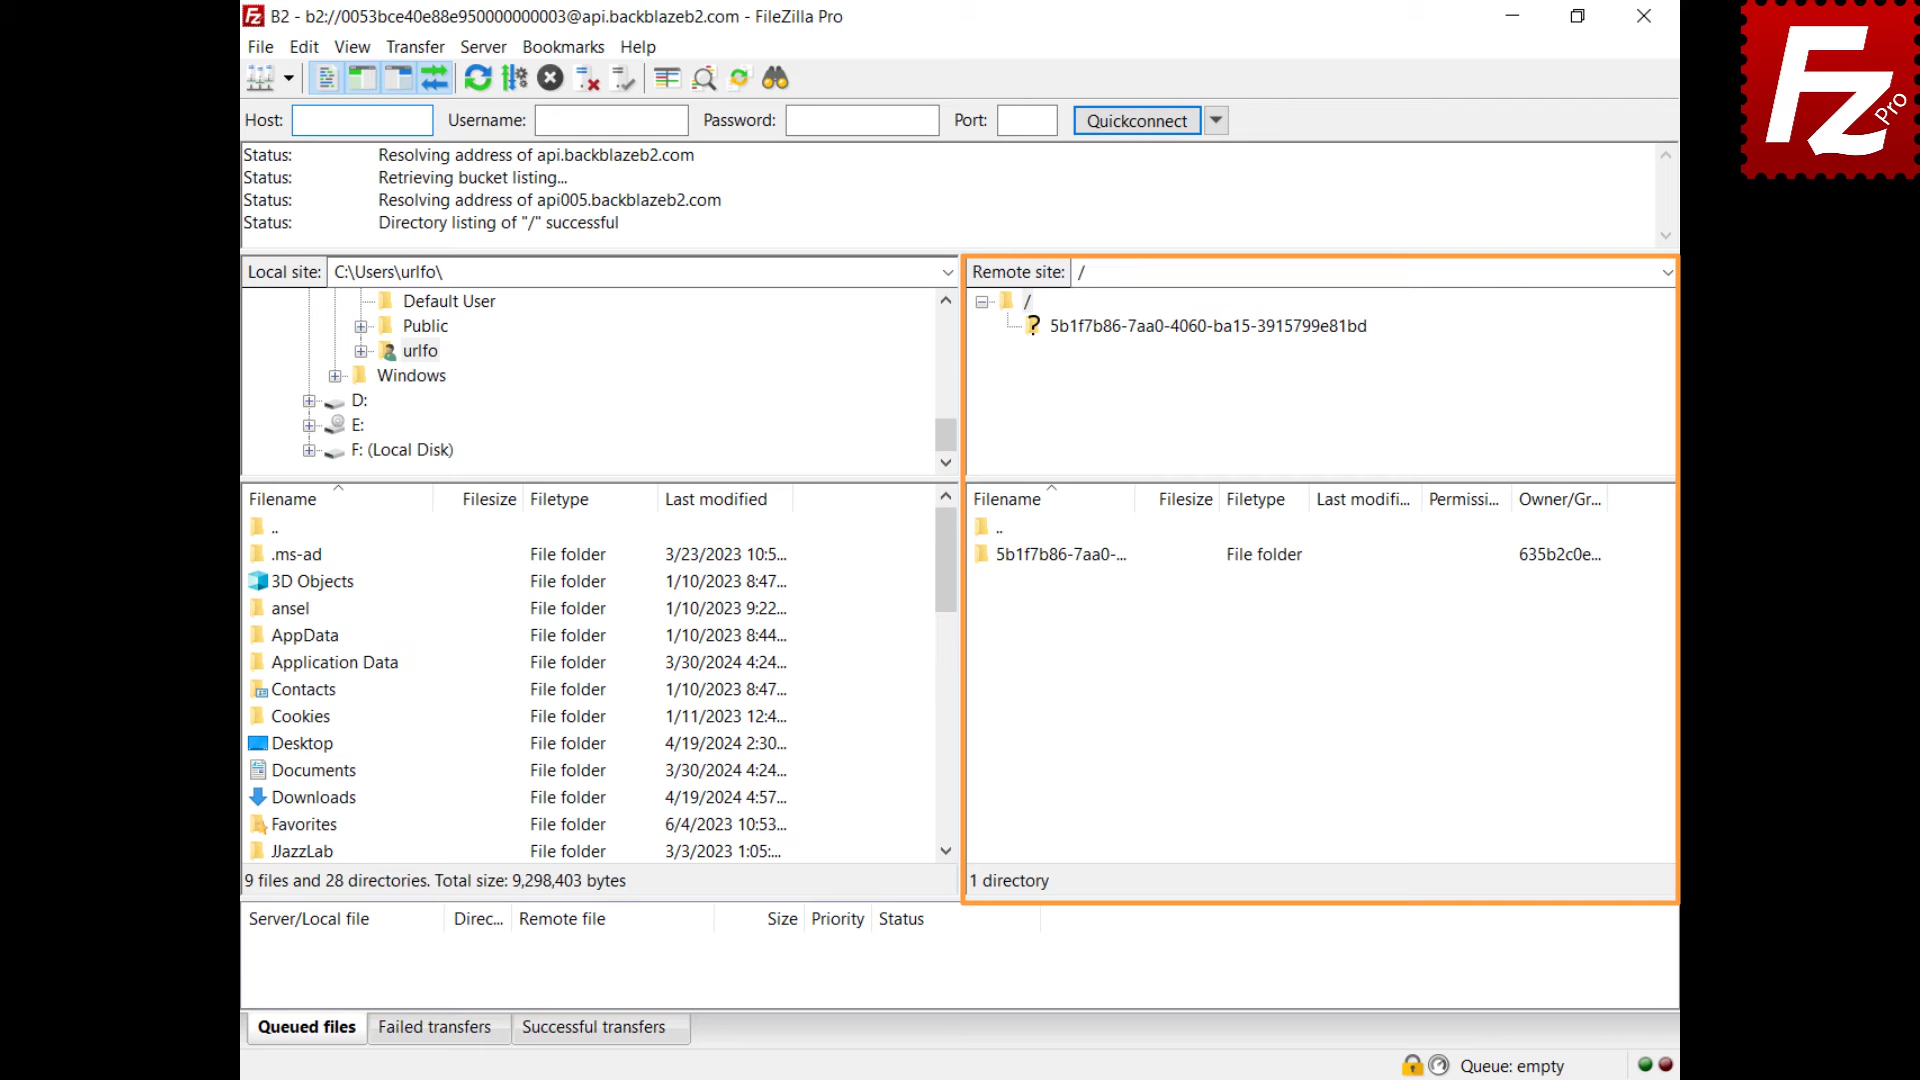 B2 - b2://0053bce40e88e950000000003@api.backblazeb2.com - FileZilla Pro
File Edit View Transfer Server Bookmarks Help
Host: Username: Password: Port: Quickconnect
Status: Resolving address of api.backblazeb2.com
Status: Retrieving bucket listing...
Status: Resolving address of api005.backblazeb2.com
Status: Directory listing of "/" successful
Local site: C:\Users\urlfo\
Default User
Public
urlfo
Windows
D:
E:
F: (Local Disk)
Filename Filesize Filetype Last modified
..
.ms-ad File folder 3/23/2023 10:5...
3D Objects File folder 1/10/2023 8:47...
ansel File folder 1/10/2023 9:22...
AppData File folder 1/10/2023 8:44...
Application Data File folder 3/30/2024 4:24...
Contacts File folder 1/10/2023 8:47...
Cookies File folder 1/11/2023 12:4...
Desktop File folder 4/19/2024 2:30...
Documents File folder 3/30/2024 4:24...
Downloads File folder 4/19/2024 4:57...
Favorites File folder 6/4/2023 10:53...
JJazzLab File folder 3/3/2023 1:05:...
9 files and 28 directories. Total size: 9,298,403 bytes
Remote site: /
/
? 5b1f7b86-7aa0-4060-ba15-3915799e81bd
Filename Filesize Filetype Last modifi... Permissi... Owner/Gr...
..
5b1f7b86-7aa0-... File folder 635b2c0e...
1 directory
Server/Local file Direc... Remote file Size Priority Status
Queued files Failed transfers Successful transfers
Queue: empty
Fz Pro